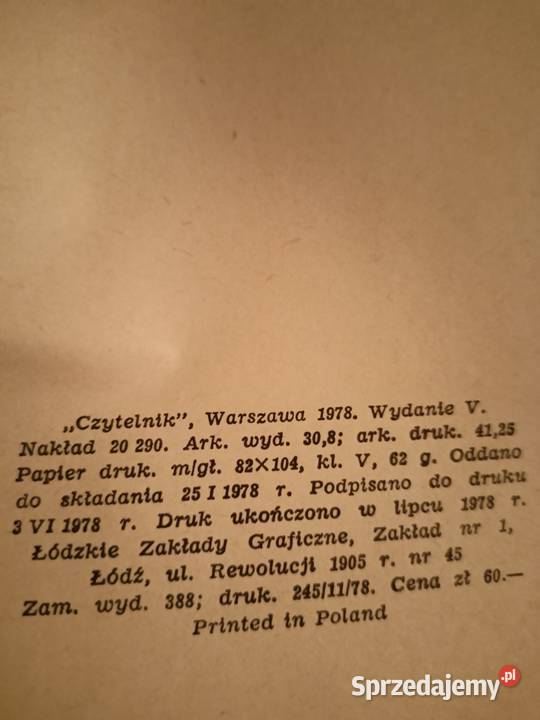 „Czytelnik”, Warszawa 1978. Wydanie V.
Nakład 20 290. Ark. wyd. 30,8; ark. druk. 41,25
Papier druk. m/gł. 82×104, kl. V, 62 g. Oddano
do składania 25 I 1978 r. Podpisano do druku
3 VI 1978 r. Druk ukończono w lipcu 1978 r.
Łódzkie Zakłady Graficzne, Zakład nr 1,
Łódź, ul. Rewolucji 1905 r. nr 45
Zam. wyd. 388; druk. 245/11/78. Cena zł 60.—
Printed in Poland
Sprzedajemy.pl